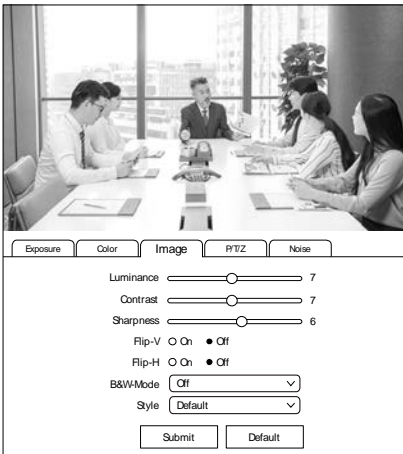 Exposure Color Image P/T/Z Noise
Luminance 7
Contrast 7
Sharpness 6
Flip-V On Off
Flip-H On Off
B&W-Mode Off
Style Default
Submit Default